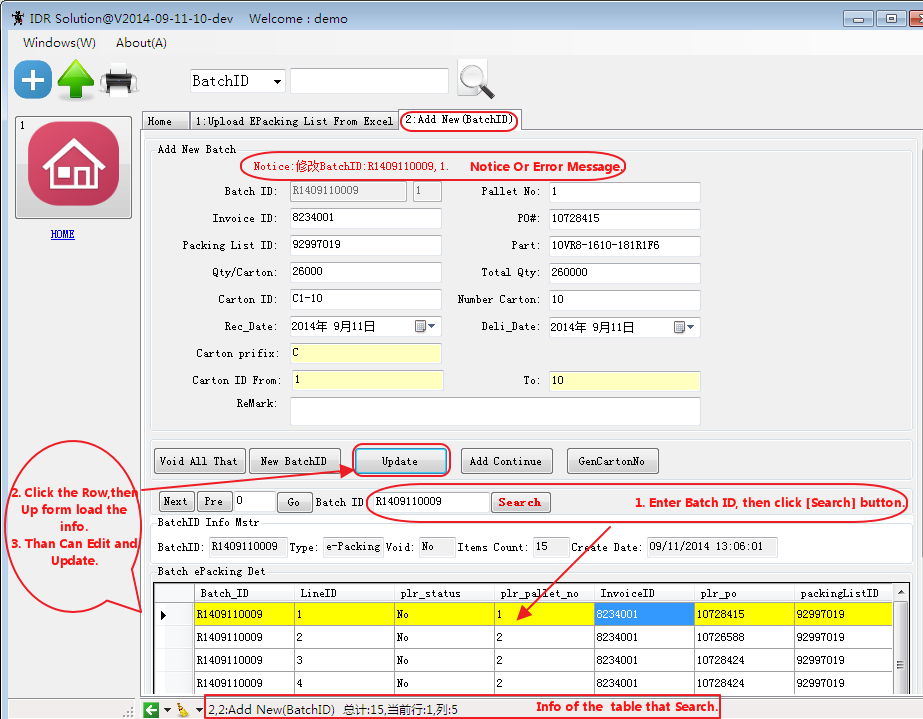 IDR Solution@V2014-09-11-10-dev Welcome : demo
Windows(W) About(A)
BatchID
1
HOME
Home 1:Upload EPacking List From Excel 2:Add New(BatchID)
Add New Batch
Notice:修改BatchID:R1409110009,1. Notice Or Error Message.
Batch ID: R1409110009 1 Pallet No: 1
Invoice ID: 8234001 PO#: 10728415
Packing List ID: 92997019 Part: 10VR8-1610-181R1F6
Qty/Carton: 26000 Total Qty: 260000
Carton ID: C1-10 Number Carton: 10
Rec_Date: 2014年 9月11日 Deli_Date: 2014年 9月11日
Carton prifix: C
Carton ID From: 1 To: 10
ReMark:
Void All That New BatchID Update Add Continue GenCartonNo
2. Click the Row,then
Up form load the
info.
3. Than Can Edit and
Update.
Next Pre 0 Go Batch ID R1409110009 Search 1. Enter Batch ID, then click [Search] button.
BatchID Info Mstr
BatchID: R1409110009 Type: e-Packing Void: No Items Count: 15 Create Date: 09/11/2014 13:06:01
Batch ePacking Det
Batch_ID LineID plr_status plr_pallet_no InvoiceID plr_po packingListID
R1409110009 1 No 1 8234001 10728415 92997019
R1409110009 2 No 2 8234001 10726588 92997019
R1409110009 3 No 2 8234001 10728424 92997019
R1409110009 4 No 2 8234001 10728424 92997019
2,2:Add New(BatchID) 总计:15,当前行:1,列:5 Info of the table that Search.